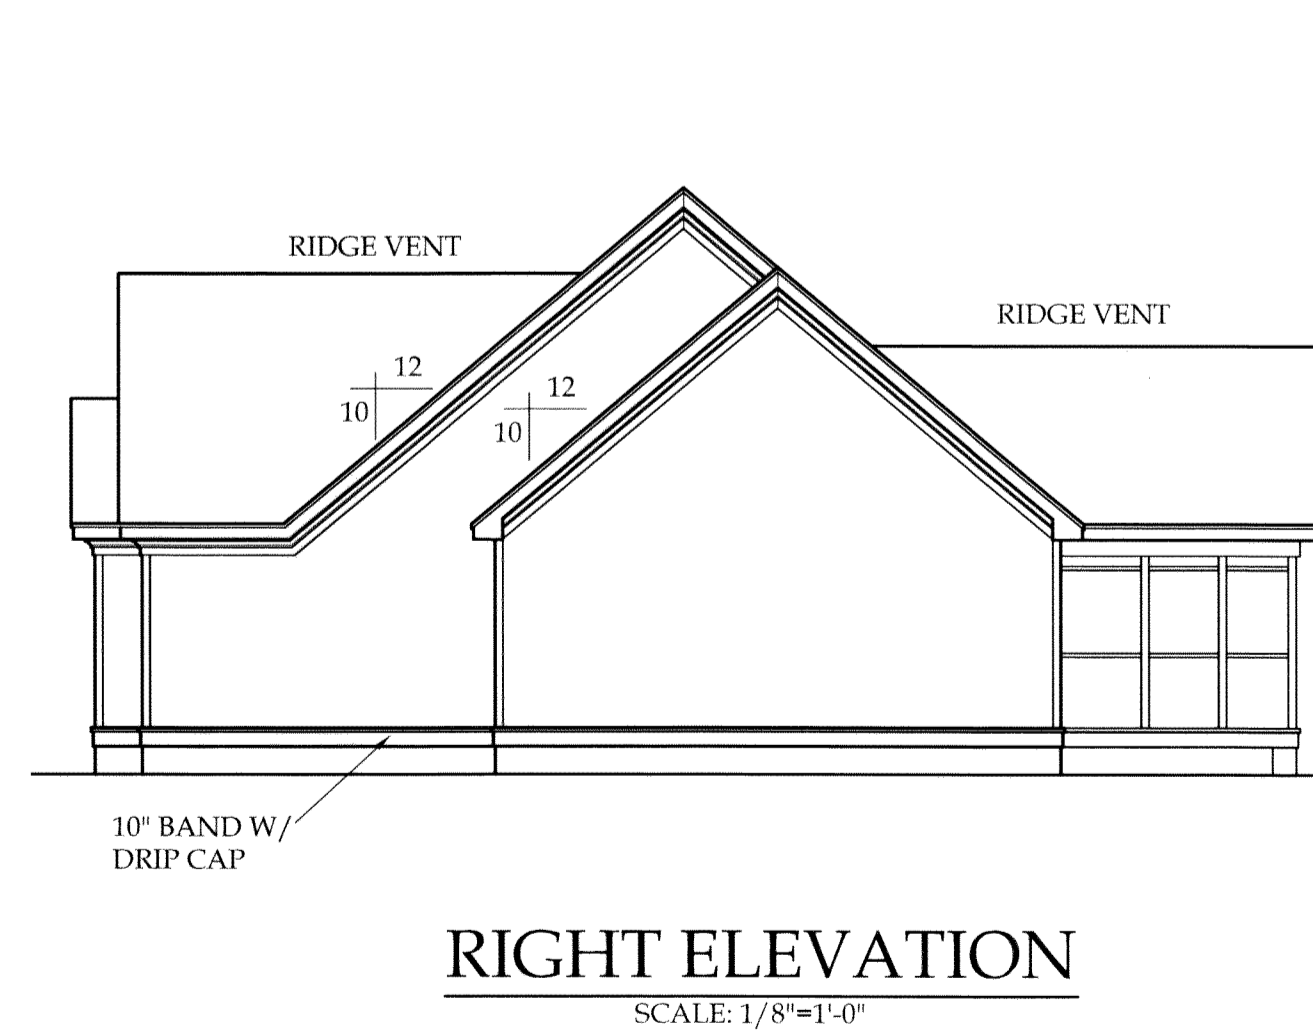 RIDGE VENT
RIDGE VENT
12
10
12
10
10" BAND W/
DRIP CAP
RIGHT ELEVATION
SCALE: 1/8"=1'-0"